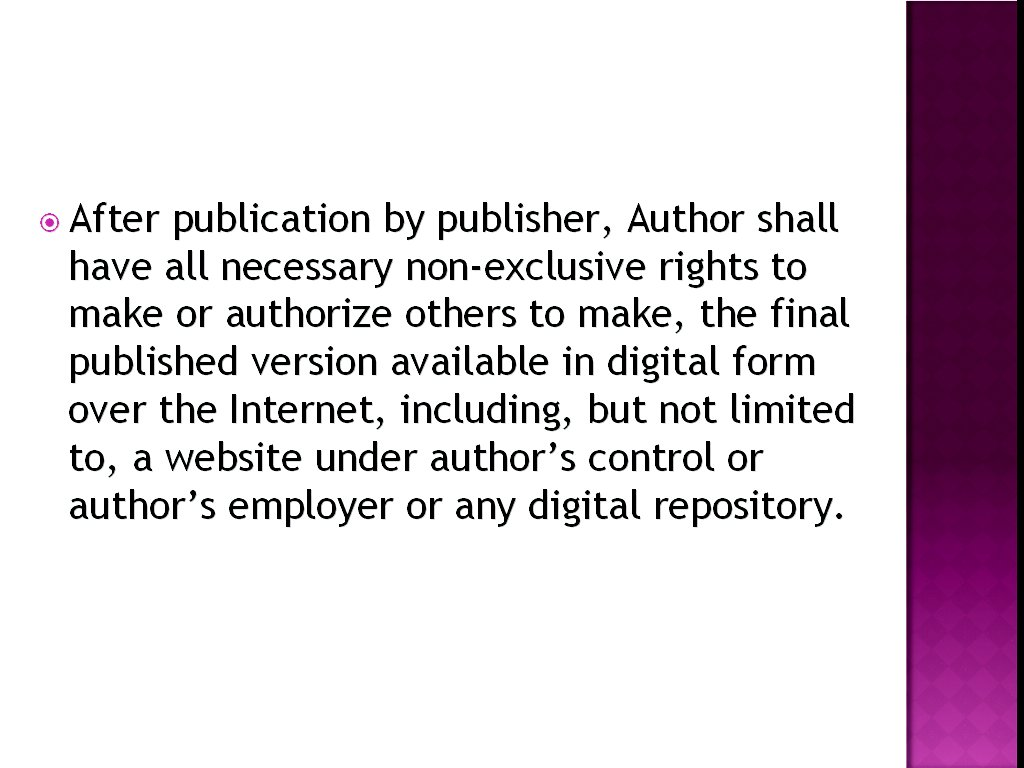 After publication by publisher, Author shall
have all necessary non-exclusive rights to
make or authorize others to make, the final
published version available in digital form
over the Internet, including, but not limited
to, a website under author’s control or
author’s employer or any digital repository.